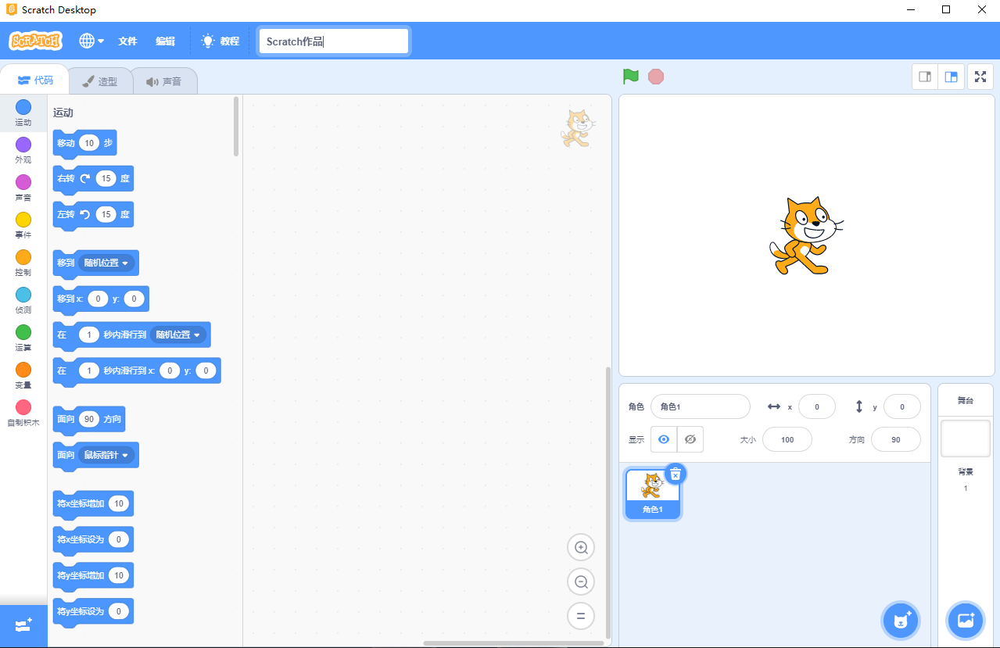 Scratch Desktop
SCRATCH
文件
编辑
教程
Scratch作品
代码
造型
声音
运动
外观
声音
事件
控制
侦测
运算
变量
自制积木
运动
移动 10 步
右转 15 度
左转 15 度
移到 随机位置
移到 x: 0 y: 0
在 1 秒内滑行到 随机位置
在 1 秒内滑行到 x: 0 y: 0
面向 90 方向
面向 鼠标指针
将x坐标增加 10
将x坐标设为 0
将y坐标增加 10
将y坐标设为 0
角色 角色1 x 0 y 0
显示 大小 100 方向 90
角色1
舞台
背景
1